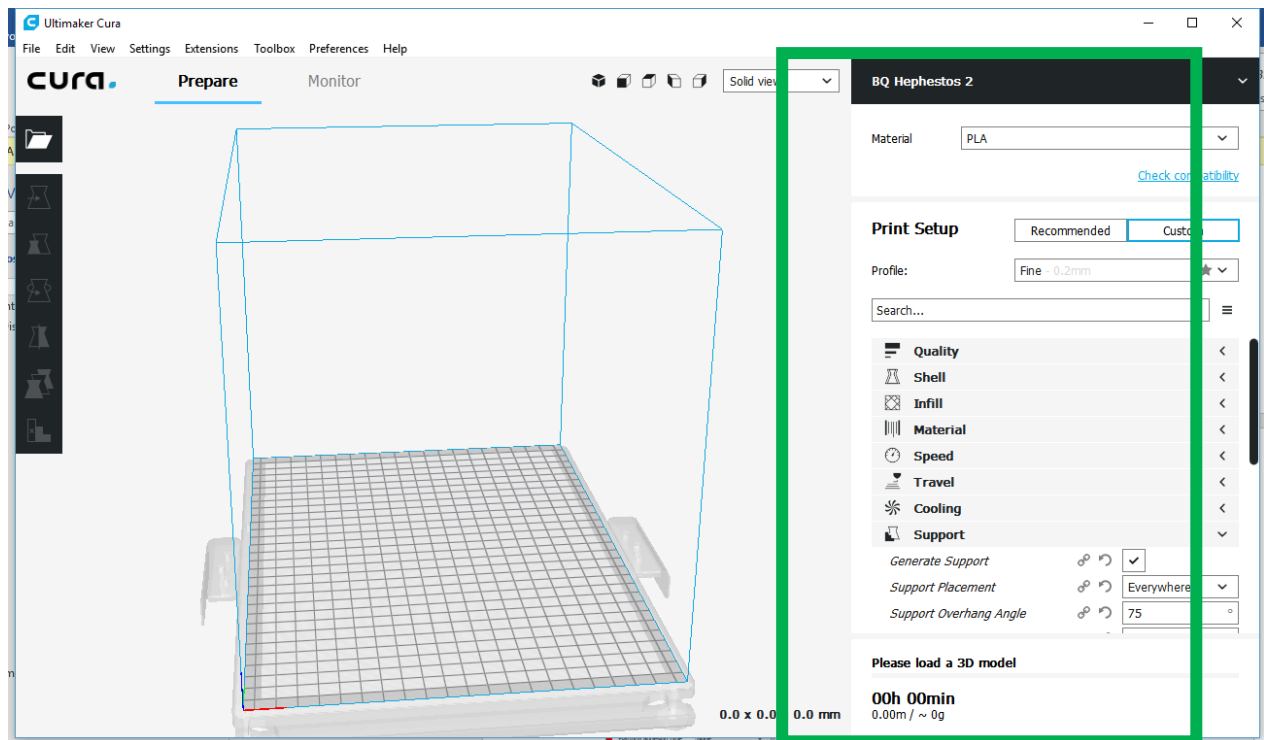 Ultimaker Cura
File Edit View Settings Extensions Toolbox Preferences Help
cura.
Prepare Monitor
Solid view
BQ Hephestos 2
Material PLA
Check compatibility
Print Setup Recommended Custom
Profile: Fine - 0.2mm
Search...
Quality
Shell
Infill
Material
Speed
Travel
Cooling
Support
Generate Support
Support Placement Everywhere
Support Overhang Angle 75 °
Please load a 3D model
00h 00min
0.00m / ~ 0g
0.0 x 0.0 0.0 mm